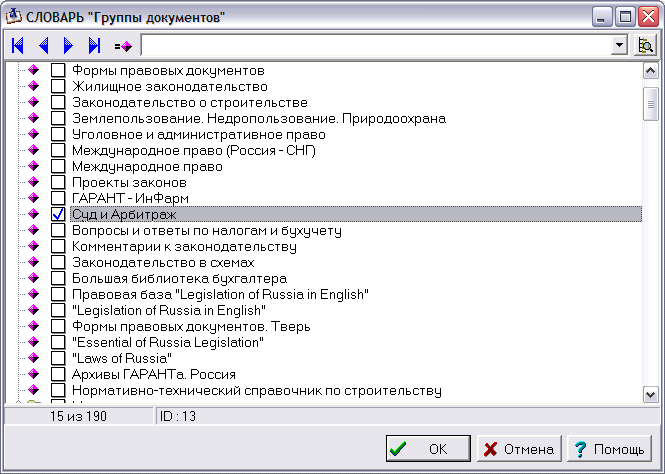 СЛОВАРЬ "Группы документов"
Формы правовых документов
Жилищное законодательство
Законодательство о строительстве
Землепользование. Недропользование. Природоохрана
Уголовное и административное право
Международное право (Россия - СНГ)
Международное право
Проекты законов
ГАРАНТ - ИнФарм
Суд и Арбитраж
Вопросы и ответы по налогам и бухучету
Комментарии к законодательству
Законодательство в схемах
Большая библиотека бухгалтера
Правовая база "Legislation of Russia in English"
"Legislation of Russia in English"
Формы правовых документов. Тверь
"Essential of Russia Legislation"
"Laws of Russia"
Архивы ГАРАНТа. Россия
Нормативно-технический справочник по строительству
15 из 190 ID : 13
OK Отмена ? Помощь